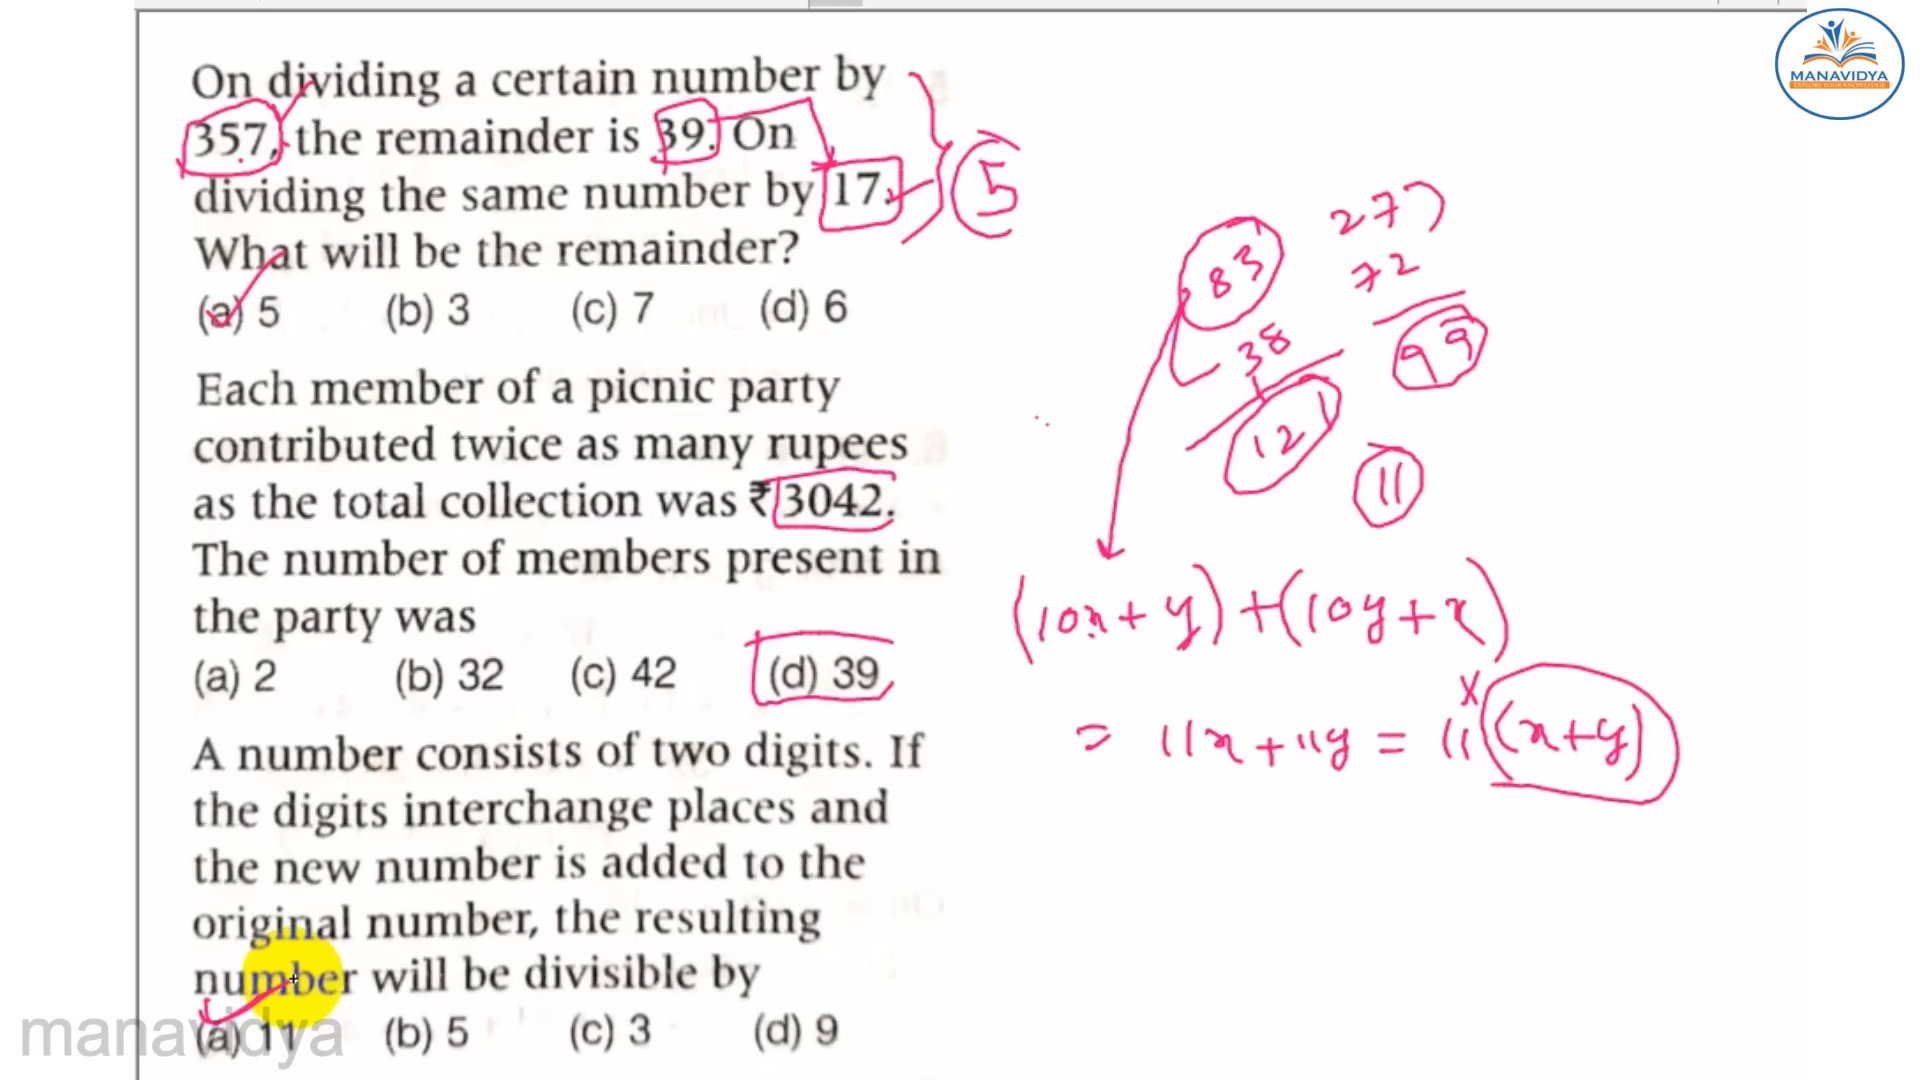 MANAVIDYA
EXPLORE YOUR KNOWLEDGE
On dividing a certain number by
357, the remainder is 39. On
dividing the same number by 17.
What will be the remainder?
(a) 5 (b) 3 (c) 7 (d) 6
5
Each member of a picnic party
contributed twice as many rupees
as the total collection was ₹ 3042.
The number of members present in
the party was
(a) 2 (b) 32 (c) 42 (d) 39
A number consists of two digits. If
the digits interchange places and
the new number is added to the
original number, the resulting
number will be divisible by
(a) 11 (b) 5 (c) 3 (d) 9
83
38
121
27
72
99
11
(10x+y)+(10y+x)
= 11x+11y = 11 x (x+y)
manavidya